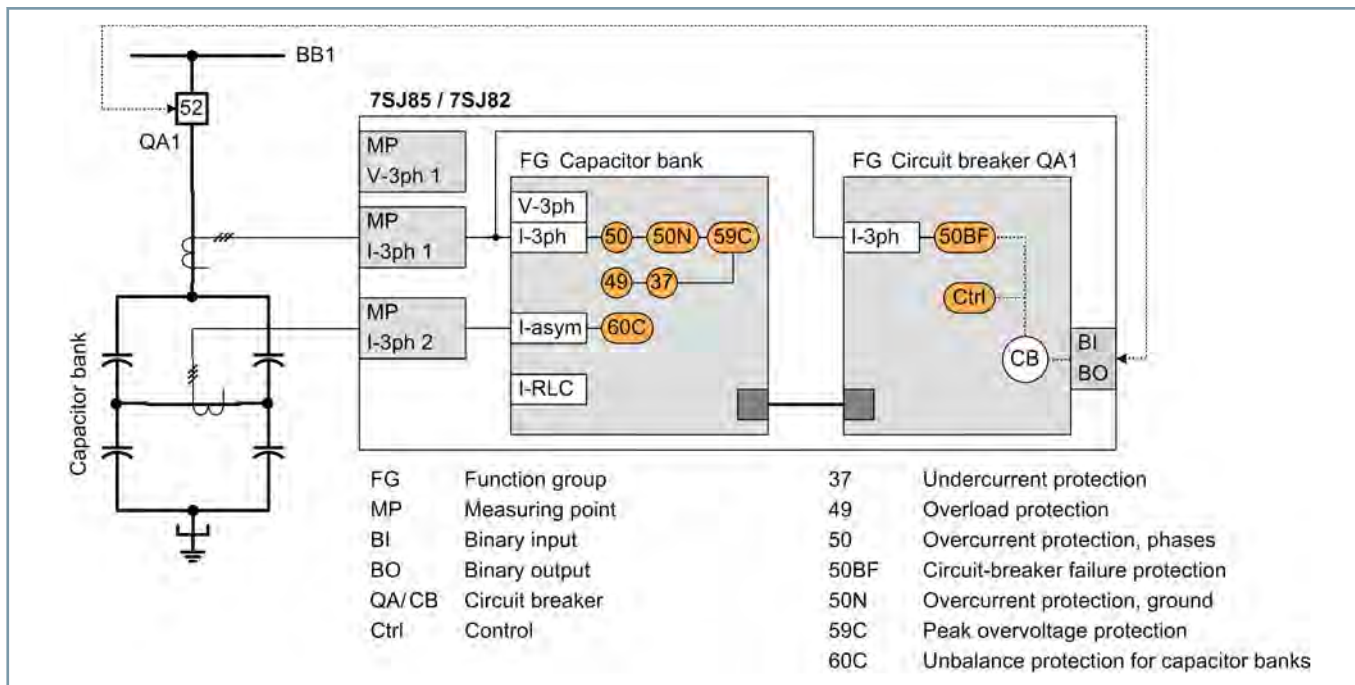 BB1
52
QA1
Capacitor bank
7SJ85 / 7SJ82
MP
V-3ph 1
MP
I-3ph 1
MP
I-3ph 2
FG Capacitor bank
V-3ph
I-3ph
50
50N
59C
49
37
I-asym
60C
I-RLC
FG Circuit breaker QA1
I-3ph
50BF
Ctrl
CB
BI
BO
FG Function group
MP Measuring point
BI Binary input
BO Binary output
QA/CB Circuit breaker
Ctrl Control
37 Undercurrent protection
49 Overload protection
50 Overcurrent protection, phases
50BF Circuit-breaker failure protection
50N Overcurrent protection, ground
59C Peak overvoltage protection
60C Unbalance protection for capacitor banks